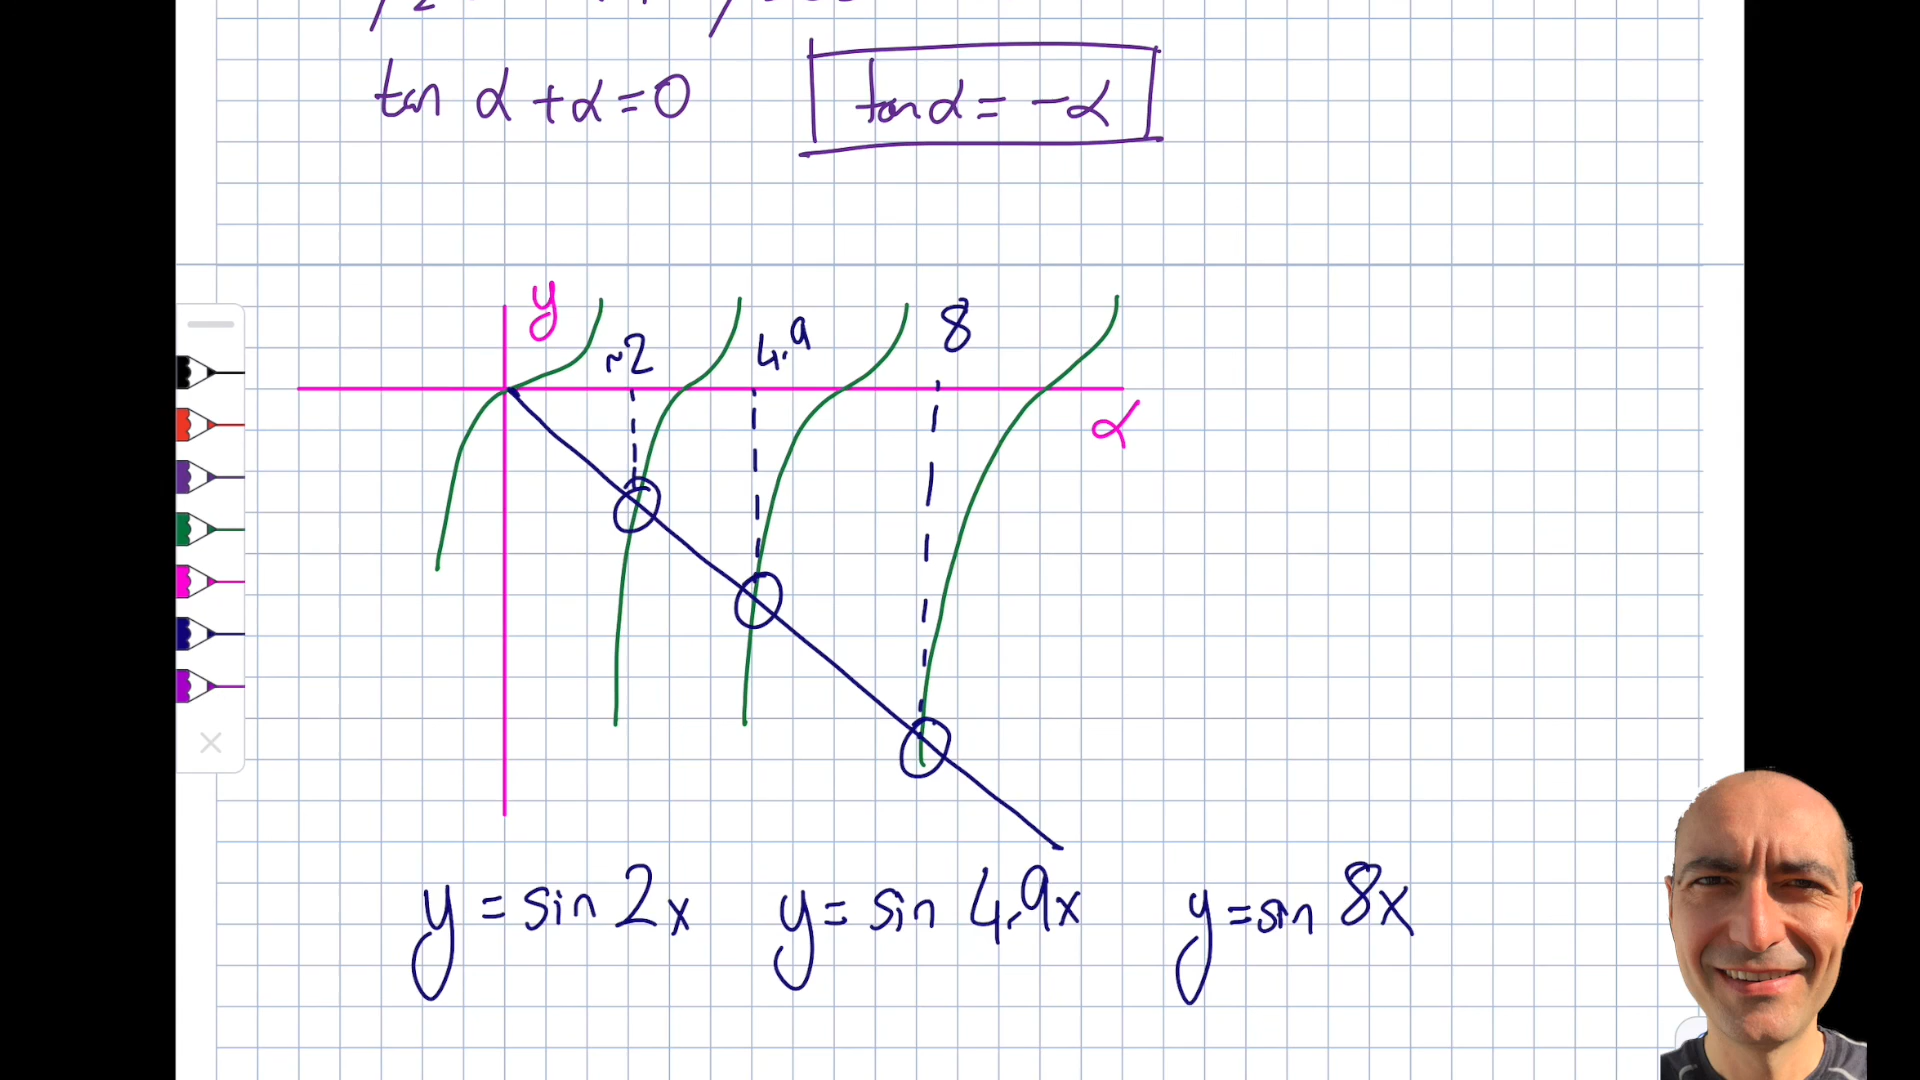 tan α + α = 0
tan α = -α
y
~2
4.9
8
α
y = sin 2x
y = sin 4.9x
y = sin 8x